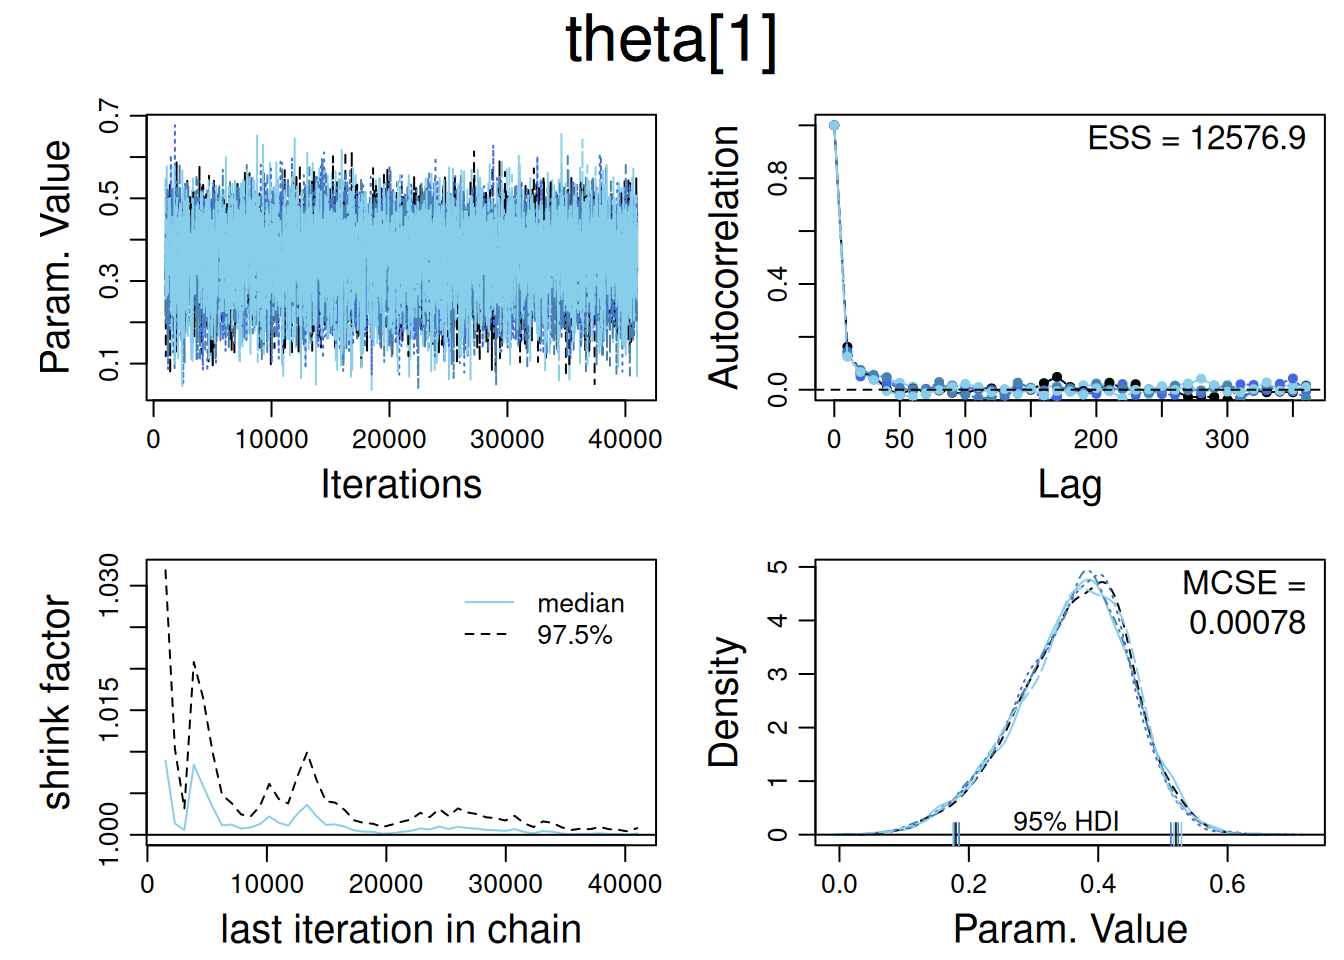 theta[1]
Param. Value
0.1 0.3 0.5 0.7
0 10000 20000 30000 40000
Iterations
Autocorrelation
0.0 0.4 0.8
ESS = 12576.9
0 50 100 200 300
Lag
shrink factor
1.000 1.015 1.030
median
97.5%
0 10000 20000 30000 40000
last iteration in chain
Density
0 1 2 3 4 5
MCSE =
0.00078
95% HDI
0.0 0.2 0.4 0.6
Param. Value